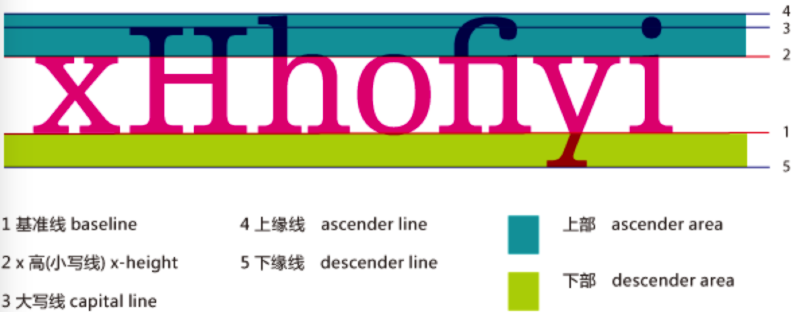 xHhofiyi
4
3
2
1
5
1 基准线 baseline
4 上缘线 ascender line
上部 ascender area
2 x 高(小写线) x-height
5 下缘线 descender line
下部 descender area
3 大写线 capital line